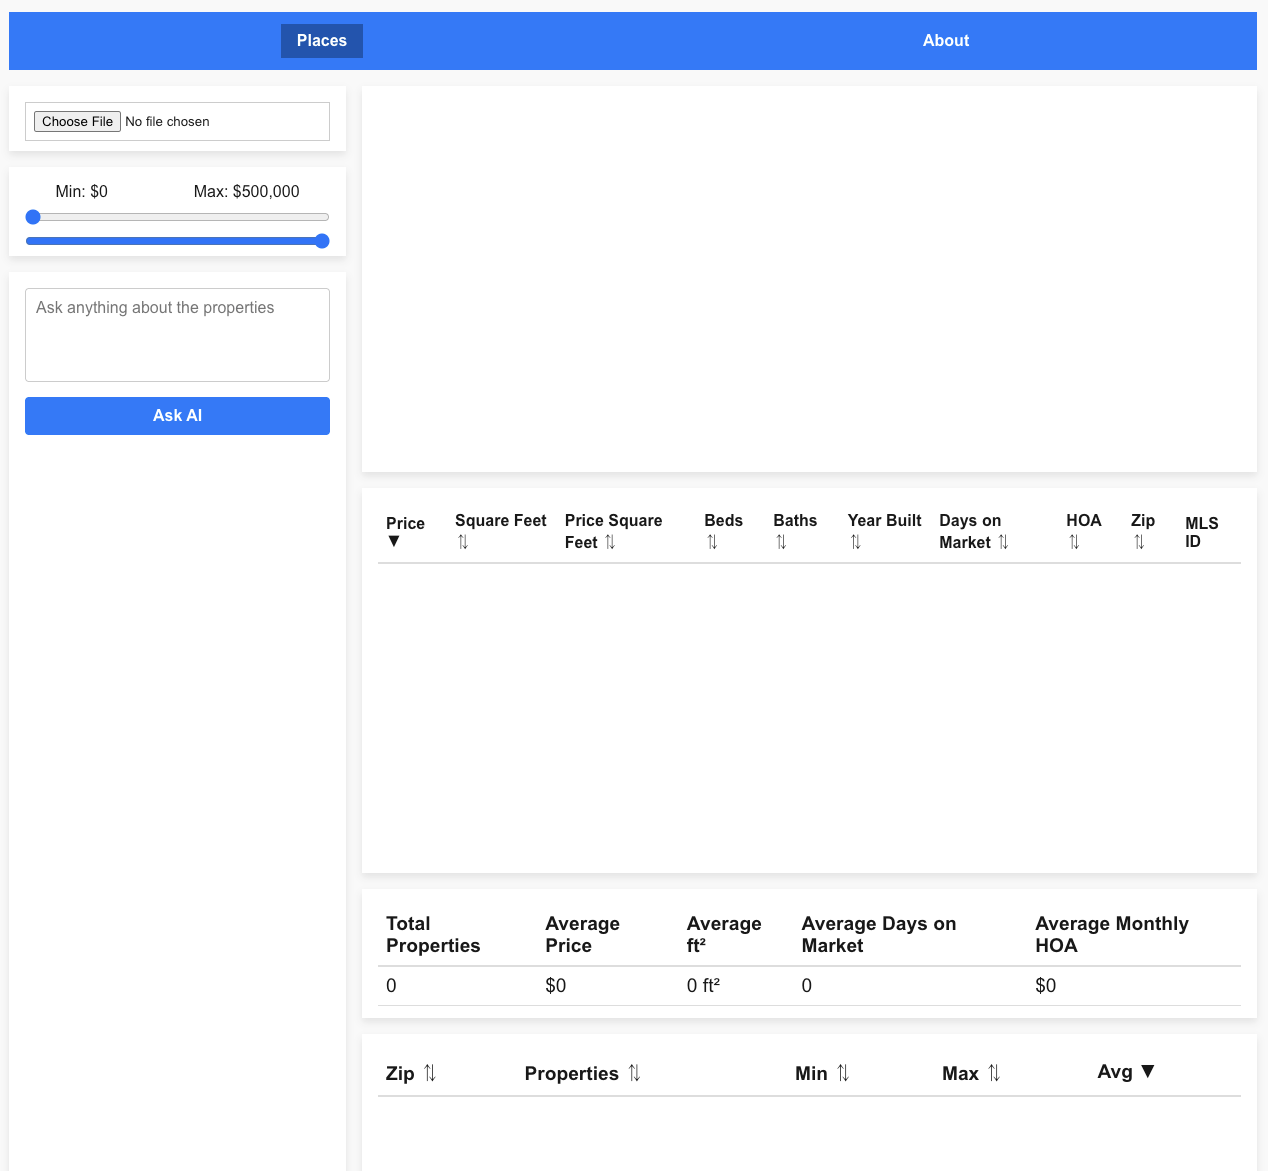 Places
About
Choose File No file chosen
Min: $0
Max: $500,000
Ask anything about the properties
Ask AI
Price ▼
Square Feet ⇅
Price Square Feet ⇅
Beds ⇅
Baths ⇅
Year Built ⇅
Days on Market ⇅
HOA ⇅
Zip ⇅
MLS ID
Total Properties
Average Price
Average ft²
Average Days on Market
Average Monthly HOA
0
$0
0 ft²
0
$0
Zip ⇅
Properties ⇅
Min ⇅
Max ⇅
Avg ▼